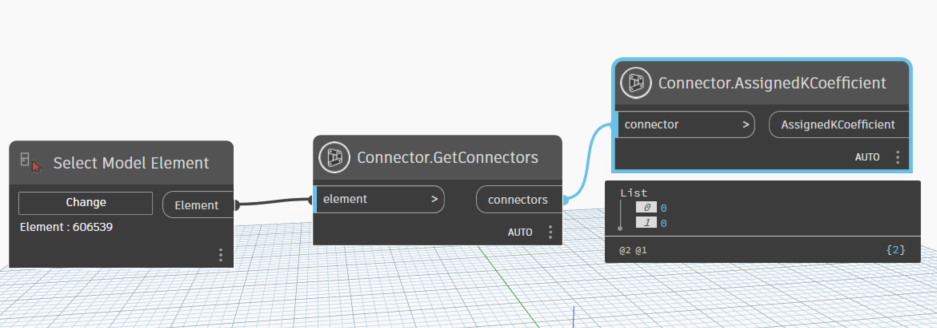 Select Model Element
Change
Element
Element : 606539
Connector.GetConnectors
element >
connectors
AUTO
Connector.AssignedKCoefficient
connector >
AssignedKCoefficient
AUTO
List
0 0
1 0
@2 @1
{2}